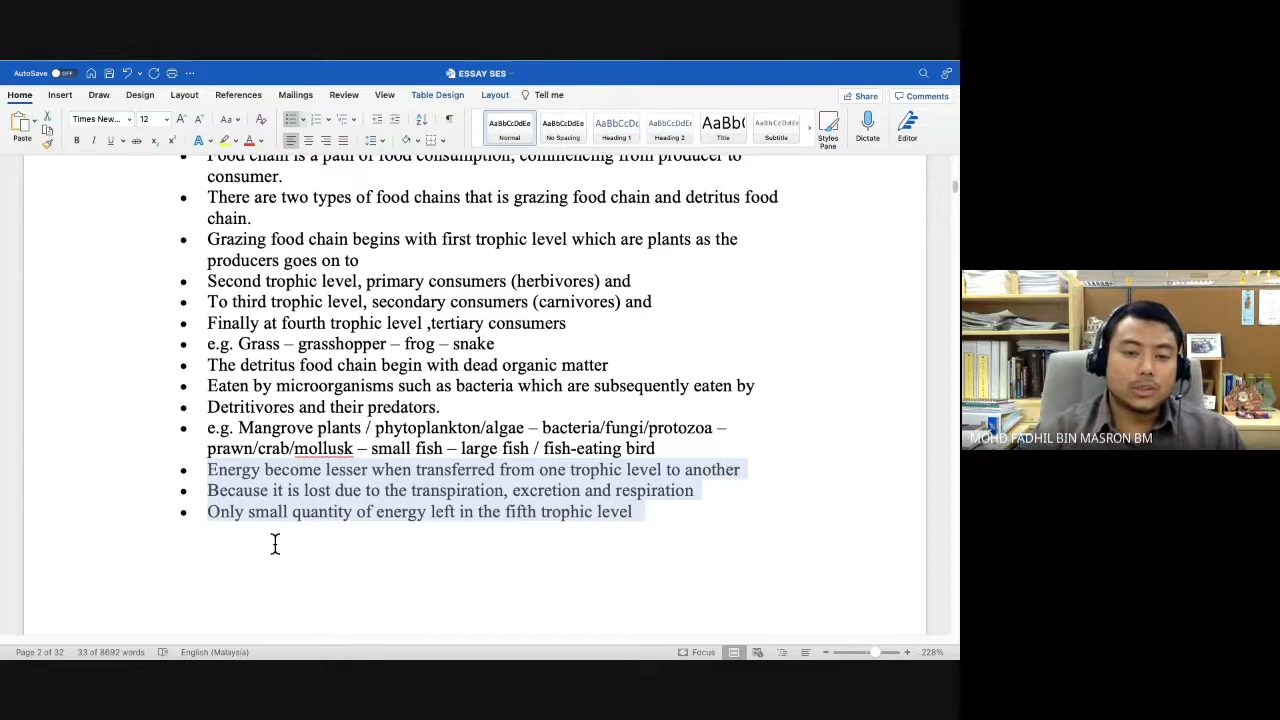 AutoSave OFF
ESSAY SES
Home Insert Draw Design Layout References Mailings Review View Table Design Layout Tell me
Share Comments
Paste
Times New... 12
AaBbCcDdEe AaBbCcDdEe AaBbCcDc AaBbCcDdEe AaBb( AaBbCcDdEe
Normal No Spacing Heading 1 Heading 2 Title Subtitle
Styles Pane Dictate Editor
Food chain is a path of food consumption, commencing from producer to
consumer.
There are two types of food chains that is grazing food chain and detritus food
chain.
Grazing food chain begins with first trophic level which are plants as the
producers goes on to
Second trophic level, primary consumers (herbivores) and
To third trophic level, secondary consumers (carnivores) and
Finally at fourth trophic level ,tertiary consumers
e.g. Grass – grasshopper – frog – snake
The detritus food chain begin with dead organic matter
Eaten by microorganisms such as bacteria which are subsequently eaten by
Detritivores and their predators.
e.g. Mangrove plants / phytoplankton/algae – bacteria/fungi/protozoa –
prawn/crab/mollusk – small fish – large fish / fish-eating bird
Energy become lesser when transferred from one trophic level to another
Because it is lost due to the transpiration, excretion and respiration
Only small quantity of energy left in the fifth trophic level
MOHD FADHIL BIN MASRON BM
Page 2 of 32 33 of 8692 words English (Malaysia) Focus 228%